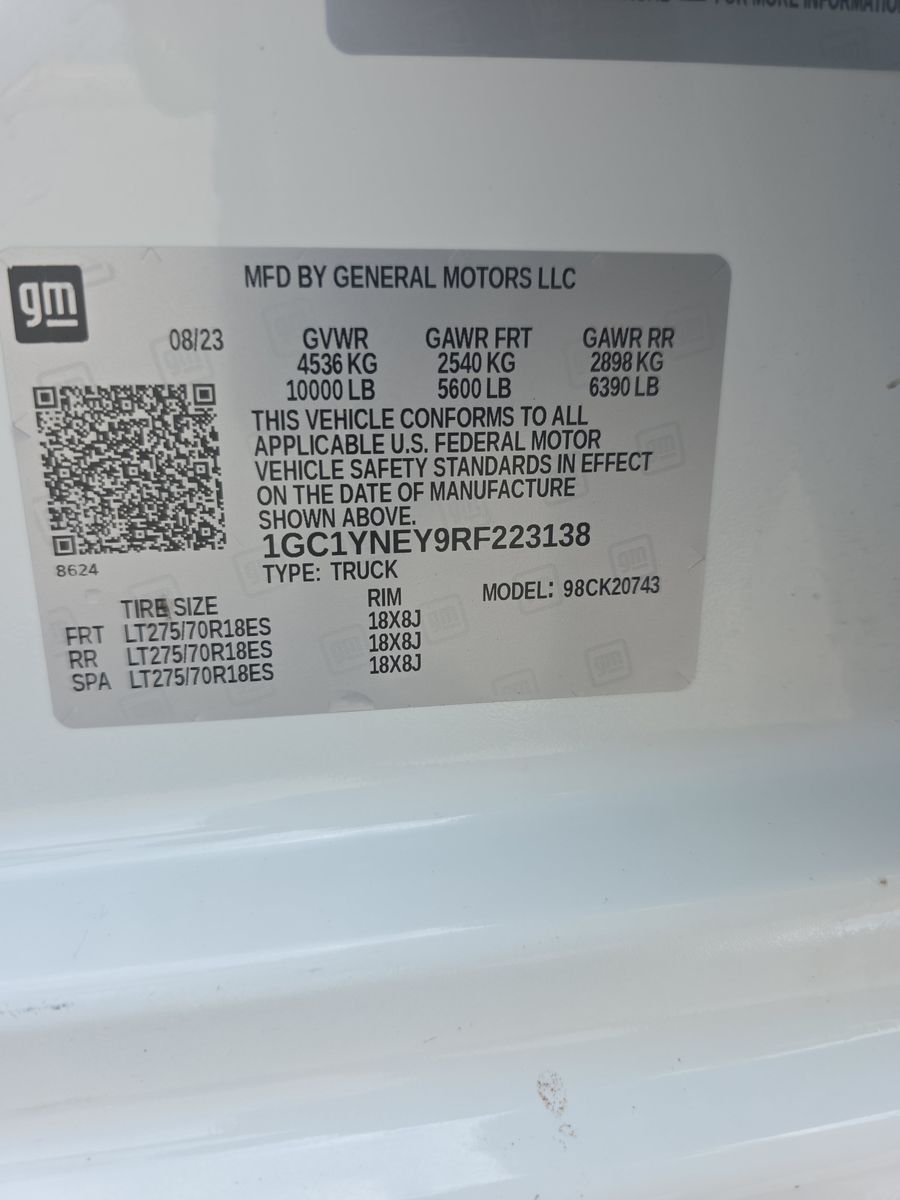 FOR MORE INFORMATION
gm
MFD BY GENERAL MOTORS LLC
08/23 GVWR GAWR FRT GAWR RR
4536 KG 2540 KG 2898 KG
10000 LB 5600 LB 6390 LB
THIS VEHICLE CONFORMS TO ALL
APPLICABLE U.S. FEDERAL MOTOR
VEHICLE SAFETY STANDARDS IN EFFECT
ON THE DATE OF MANUFACTURE
SHOWN ABOVE.
1GC1YNEY9RF223138
8624
TYPE: TRUCK
TIRE SIZE RIM MODEL: 98CK20743
FRT LT275/70R18ES 18X8J
RR LT275/70R18ES 18X8J
SPA LT275/70R18ES 18X8J